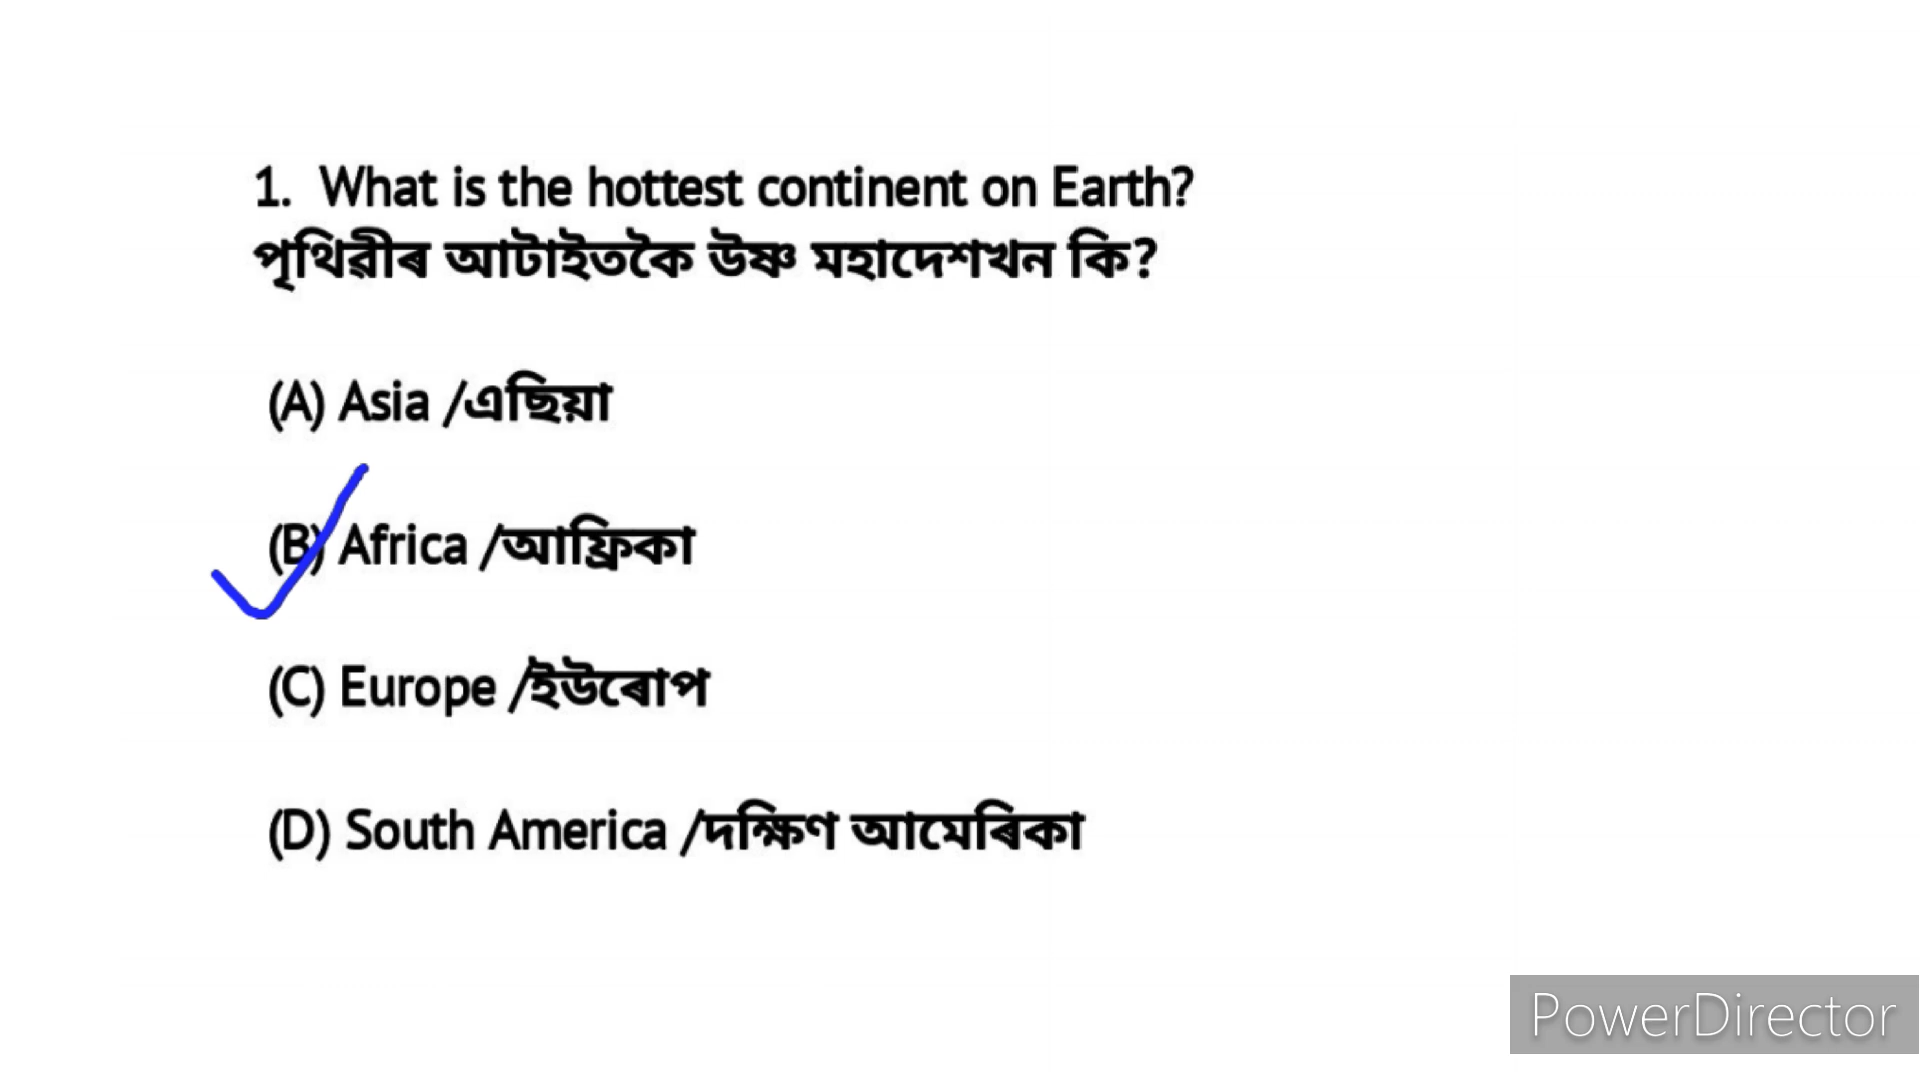 1. What is the hottest continent on Earth?
পৃথিৱীৰ আটাইতকৈ উষ্ণ মহাদেশখন কি?
(A) Asia /এছিয়া
(B) Africa /আফ্ৰিকা
(C) Europe /ইউৰোপ
(D) South America /দক্ষিণ আমেৰিকা
PowerDirector